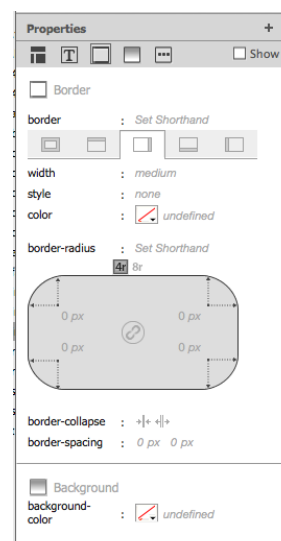 Properties +
T Show
Border
border : Set Shorthand
width : medium
style : none
color : undefined
border-radius : Set Shorthand
4r 8r
0 px 0 px
0 px 0 px
border-collapse :
border-spacing : 0 px 0 px
Background
background-
color : undefined